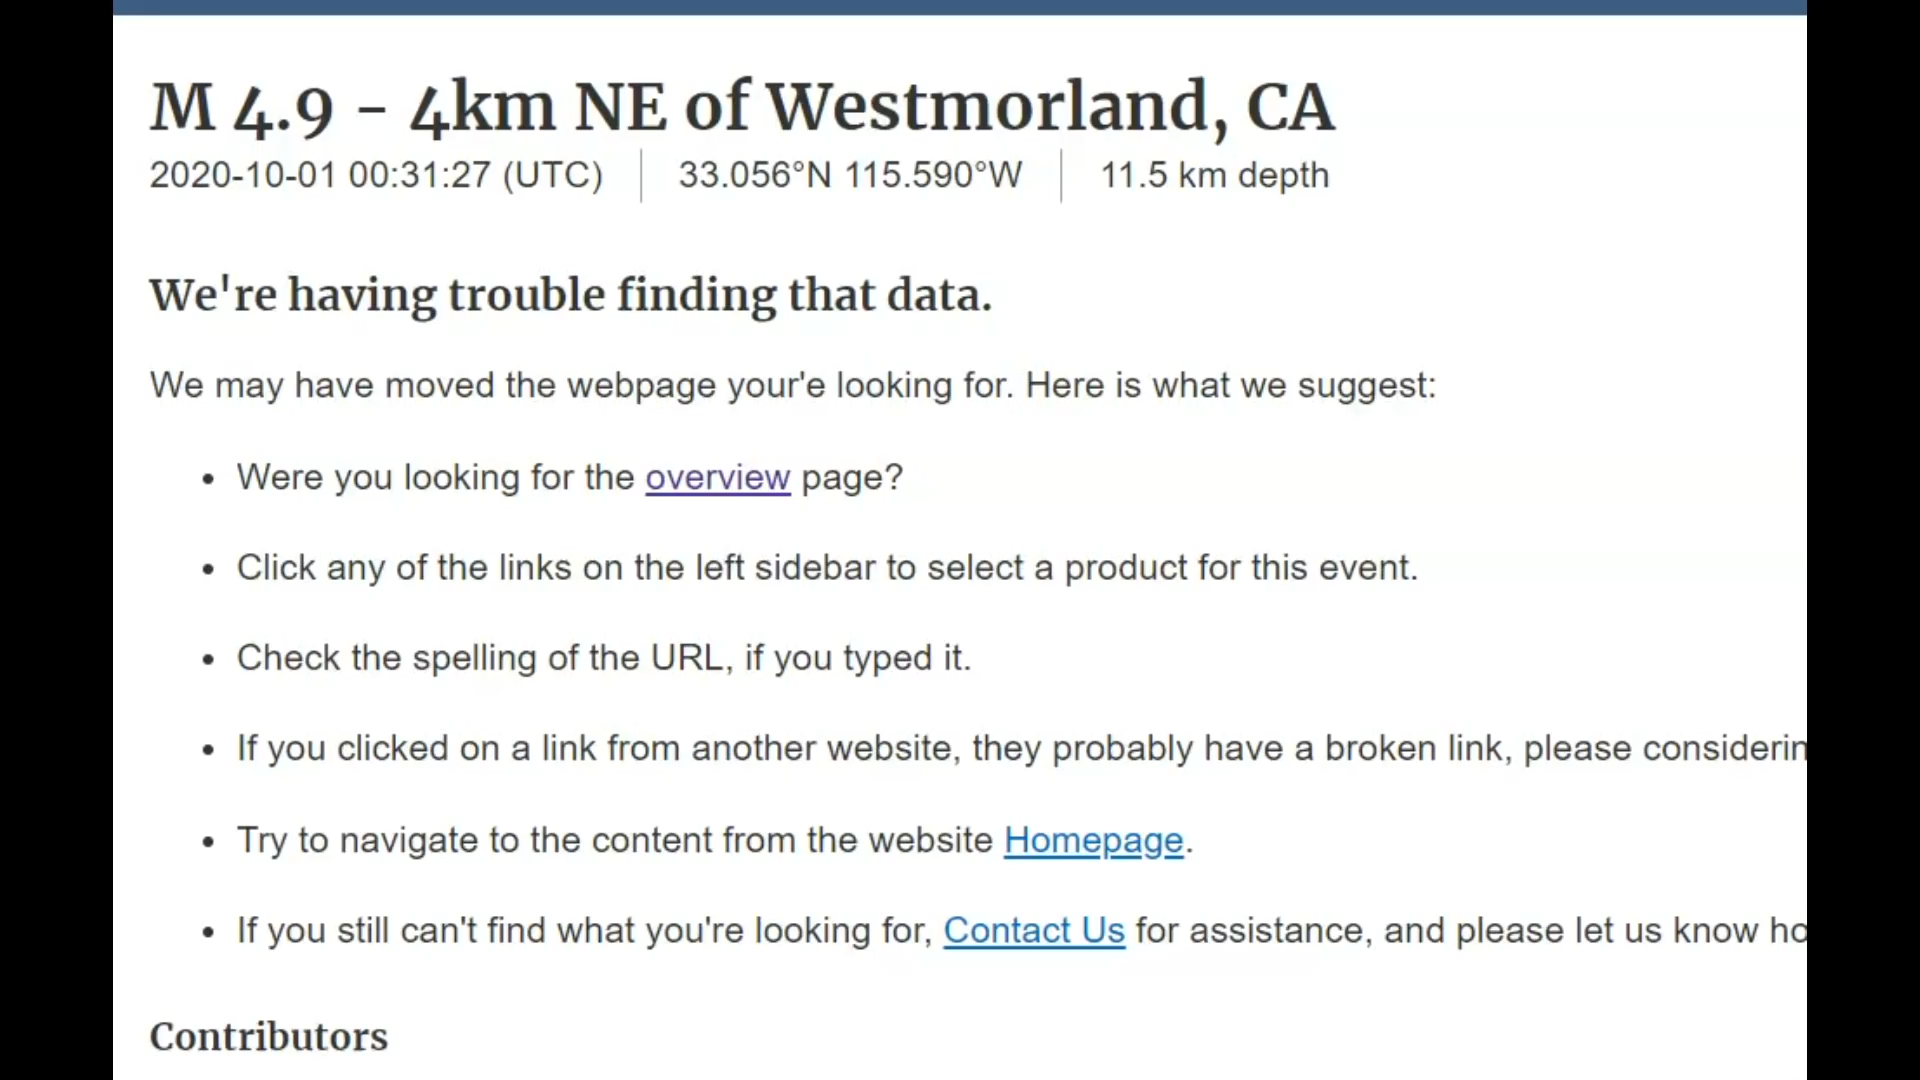 M 4.9 - 4km NE of Westmorland, CA
2020-10-01 00:31:27 (UTC) 33.056°N 115.590°W 11.5 km depth
We're having trouble finding that data.
We may have moved the webpage your'e looking for. Here is what we suggest:
• Were you looking for the overview page?
• Click any of the links on the left sidebar to select a product for this event.
• Check the spelling of the URL, if you typed it.
• If you clicked on a link from another website, they probably have a broken link, please considerin
• Try to navigate to the content from the website Homepage.
• If you still can't find what you're looking for, Contact Us for assistance, and please let us know ho
Contributors